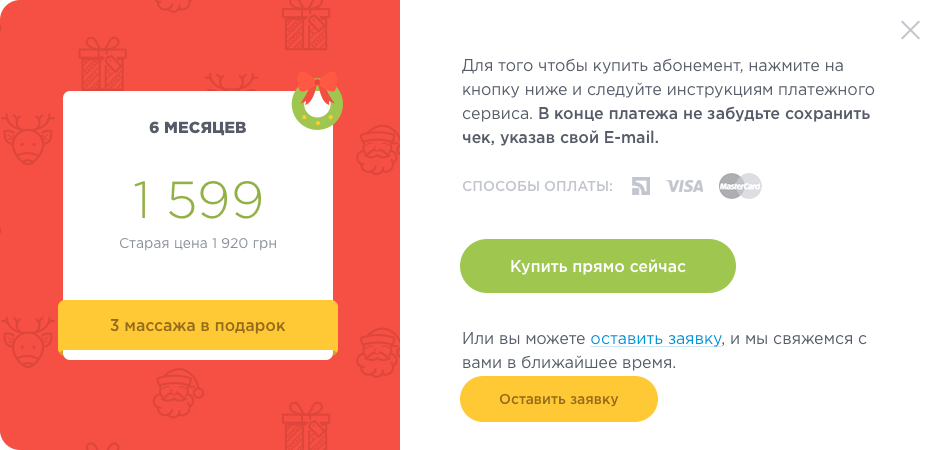 6 МЕСЯЦЕВ
1 599
Старая цена 1 920 грн
3 массажа в подарок
Для того чтобы купить абонемент, нажмите на
кнопку ниже и следуйте инструкциям платежного
сервиса. В конце платежа не забудьте сохранить
чек, указав свой E-mail.
СПОСОБЫ ОПЛАТЫ: VISA MasterCard
Купить прямо сейчас
Или вы можете оставить заявку, и мы свяжемся с
вами в ближайшее время.
Оставить заявку